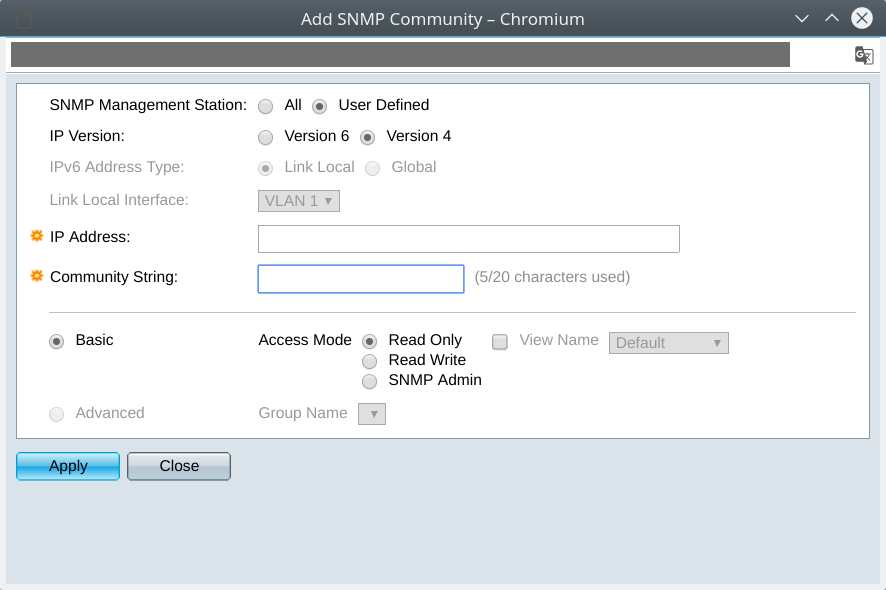 Add SNMP Community – Chromium
SNMP Management Station: All User Defined
IP Version: Version 6 Version 4
IPv6 Address Type: Link Local Global
Link Local Interface: VLAN 1
IP Address:
Community String: (5/20 characters used)
Basic Access Mode Read Only View Name Default
Read Write
SNMP Admin
Advanced Group Name
Apply Close